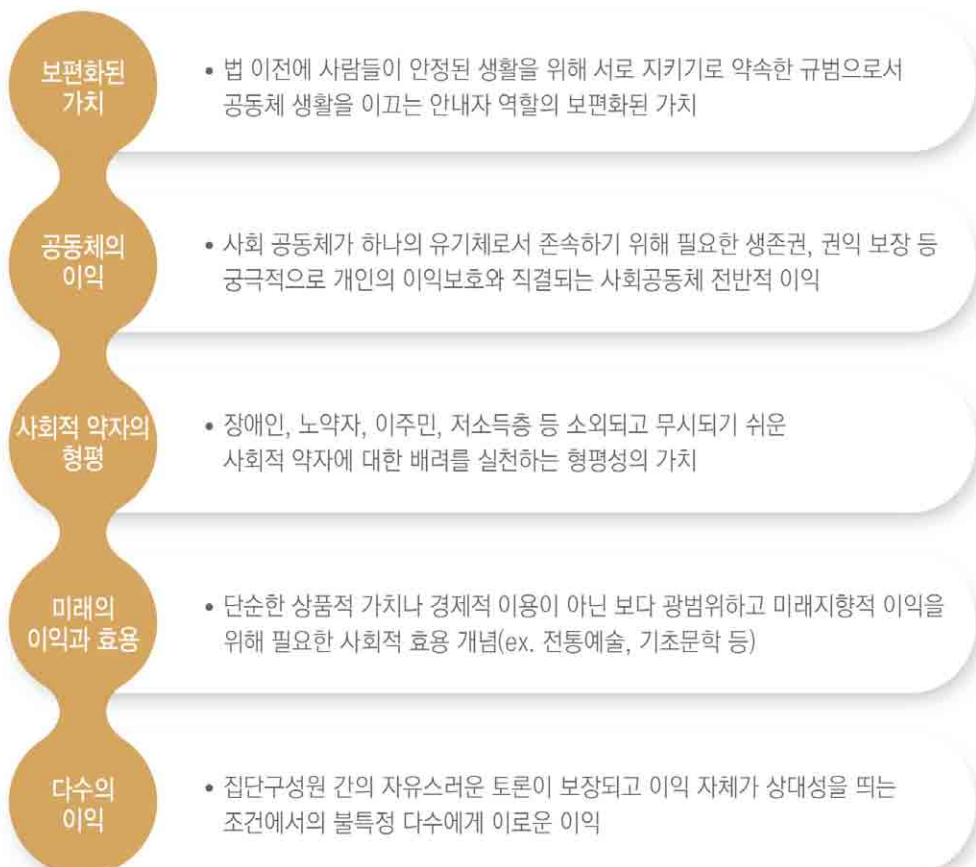 보편화된
가치
• 법 이전에 사람들이 안정된 생활을 위해 서로 지키기로 약속한 규범으로서
공동체 생활을 이끄는 안내자 역할의 보편화된 가치
공동체의
이익
• 사회 공동체가 하나의 유기체로서 존속하기 위해 필요한 생존권, 권익 보장 등
궁극적으로 개인의 이익보호와 직결되는 사회공동체 전반적 이익
사회적 약자의
형평
• 장애인, 노약자, 이주민, 저소득층 등 소외되고 무시되기 쉬운
사회적 약자에 대한 배려를 실천하는 형평성의 가치
미래의
이익과 효용
• 단순한 상품적 가치나 경제적 이용이 아닌 보다 광범위하고 미래지향적 이익을
위해 필요한 사회적 효용 개념(ex. 전통예술, 기초문학 등)
다수의
이익
• 집단구성원 간의 자유스러운 토론이 보장되고 이익 자체가 상대성을 띄는
조건에서의 불특정 다수에게 이로운 이익